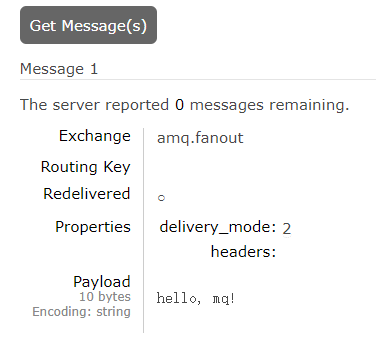 Get Message(s)
Message 1
The server reported 0 messages remaining.
Exchange amq.fanout
Routing Key
Redelivered ○
Properties delivery_mode: 2
headers:
Payload
10 bytes
Encoding: string
hello, mq!